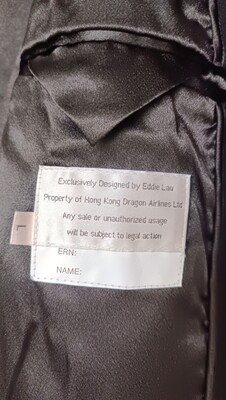 Exclusively Designed by Eddie Lau
Property of Hong Kong Dragon Airlines Ltd
Any sale or unauthorized usage
will be subject to legal action
L
ERN:
NAME: